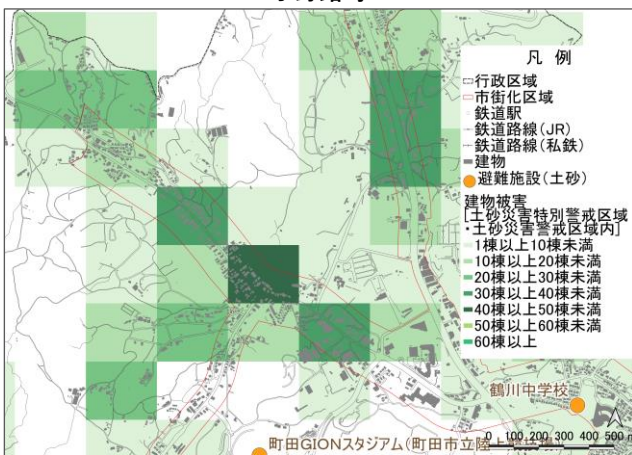 凡 例
行政区域
市街化区域
鉄道駅
鉄道路線(JR)
鉄道路線(私鉄)
建物
避難施設(土砂)
建物被害
[土砂災害特別警戒区域
・土砂災害警戒区域内]
1棟以上10棟未満
10棟以上20棟未満
20棟以上30棟未満
30棟以上40棟未満
40棟以上50棟未満
50棟以上60棟未満
60棟以上
鶴川中学校
町田GIONスタジアム(町田市立陸上
0 100 200 300 400 500 m